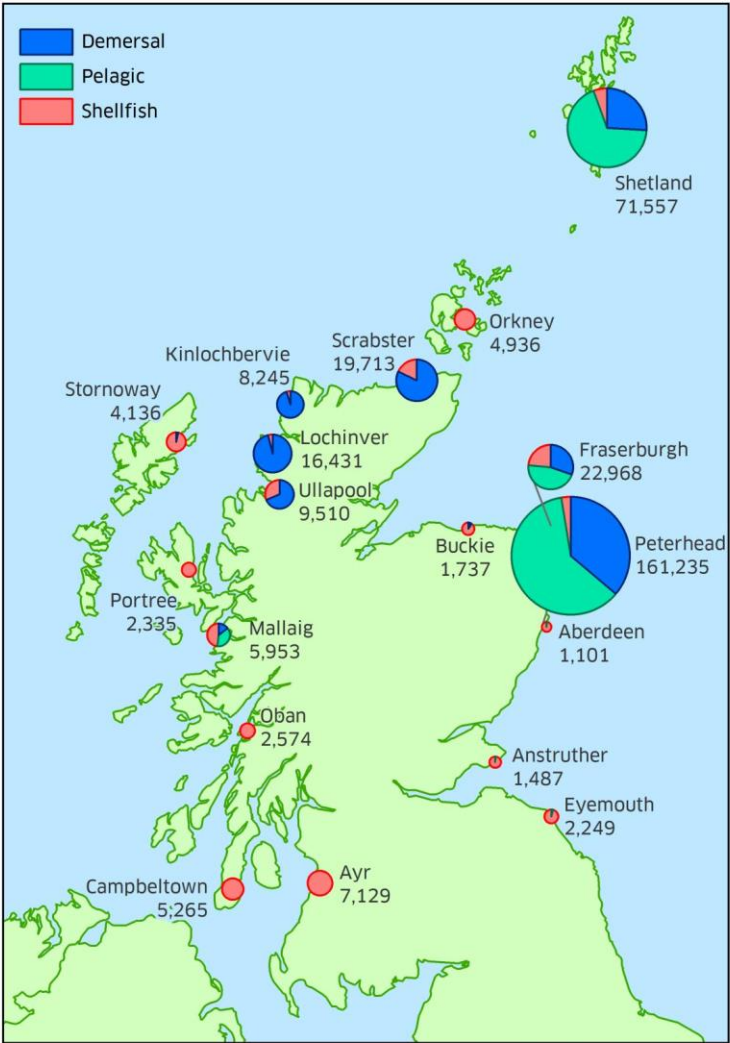 Demersal
Pelagic
Shellfish
Shetland
71,557
Orkney
4,936
Scrabster
19,713
Kinlochbervie
8,245
Stornoway
4,136
Lochinver
16,431
Fraserburgh
22,968
Ullapool
9,510
Buckie
1,737
Peterhead
161,235
Portree
2,335
Mallaig
5,953
Aberdeen
1,101
Oban
2,574
Anstruther
1,487
Eyemouth
2,249
Ayr
7,129
Campbeltown
5,265